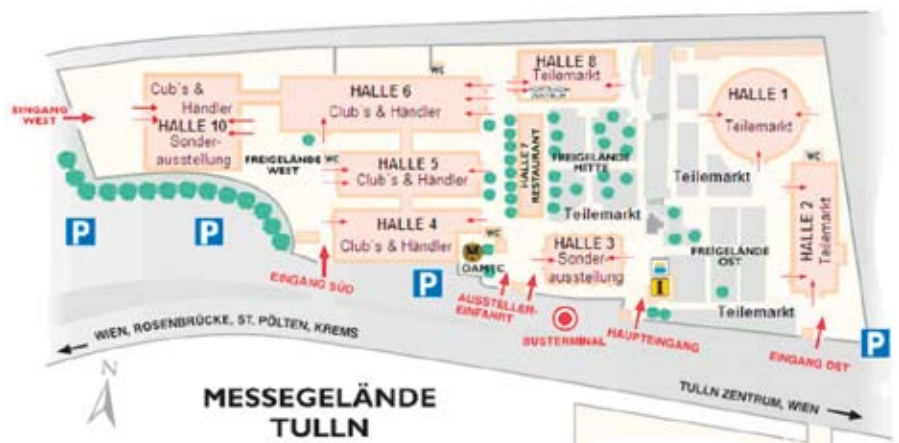 Cub`s &
Händler
HALLE 10
Sonder-
ausstellung
EINGANG
WEST
HALLE 6
Club`s & Händler
WC
HALLE 8
Teilemarkt
HALLE 1
Teilemarkt
FREIGELÄNDE
WEST
WC
HALLE 5
Club`s & Händler
HALLE 7
RESTAURANT
FREIGELÄNDE
MITTE
Teilemarkt
Teilemarkt
WC
HALLE 2
Teilemarkt
HALLE 4
Club`s & Händler
WC
OAMSC
HALLE 3
Sonder-
ausstellung
FREIGELÄNDE
OST
Teilemarkt
P
P
P
P
I
EINGANG SÜD
AUSSTELLER-
EINFAHRT
BUSTERMINAL
HAUPTEINGANG
EINGANG OST
WIEN, ROSENBRÜCKE, ST. PÖLTEN, KREMS
TULLN ZENTRUM, WIEN
N
MESSEGELÄNDE
TULLN